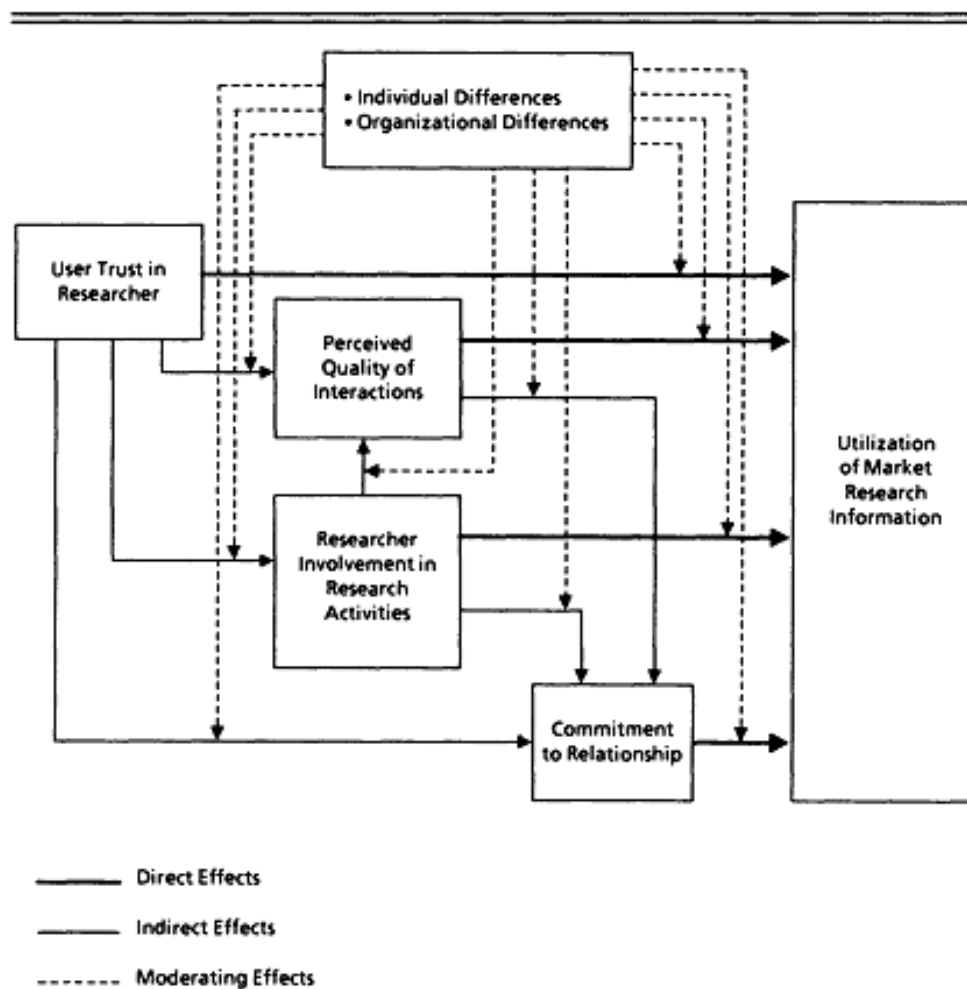 • Individual Differences
• Organizational Differences
User Trust in
Researcher
Perceived
Quality of
Interactions
Utilization
of Market
Research
Information
Researcher
Involvement in
Research
Activities
Commitment
to Relationship
Direct Effects
Indirect Effects
Moderating Effects